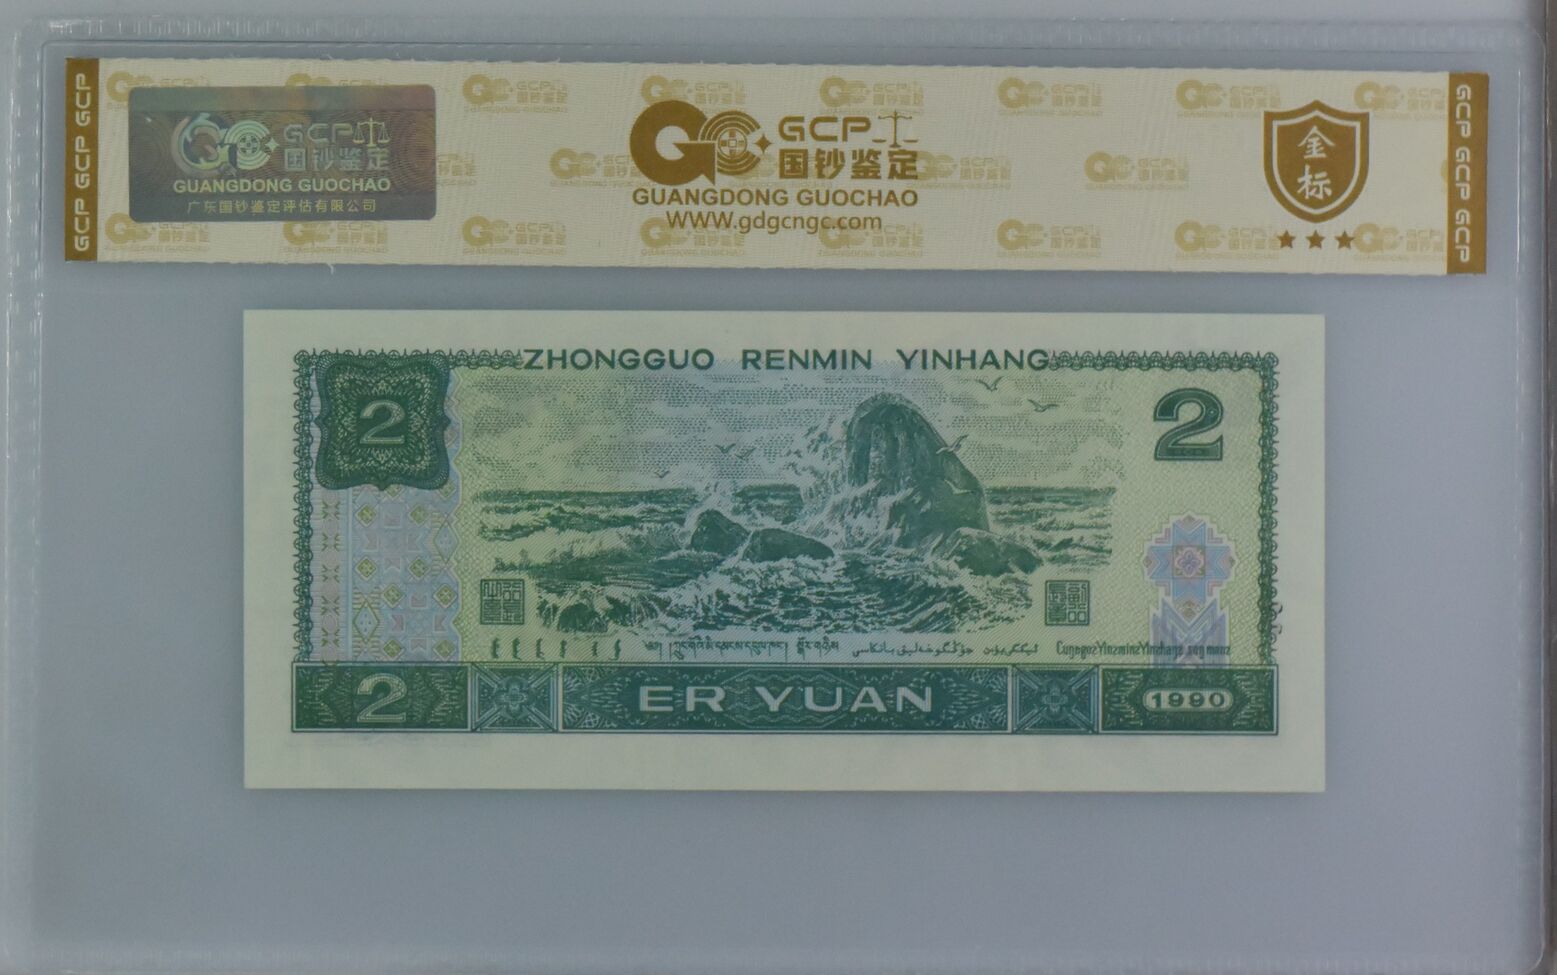 GCP GCP GCP
GCP
国钞鉴定
GUANGDONG GUOCHAO
广东国钞鉴定评估有限公司
GCP
国钞鉴定
GUANGDONG GUOCHAO
WWW.gdgcngc.com
金标
GCP GCP GCP
ZHONGGUO RENMIN YINHANG
2
2
2
ER YUAN
1990